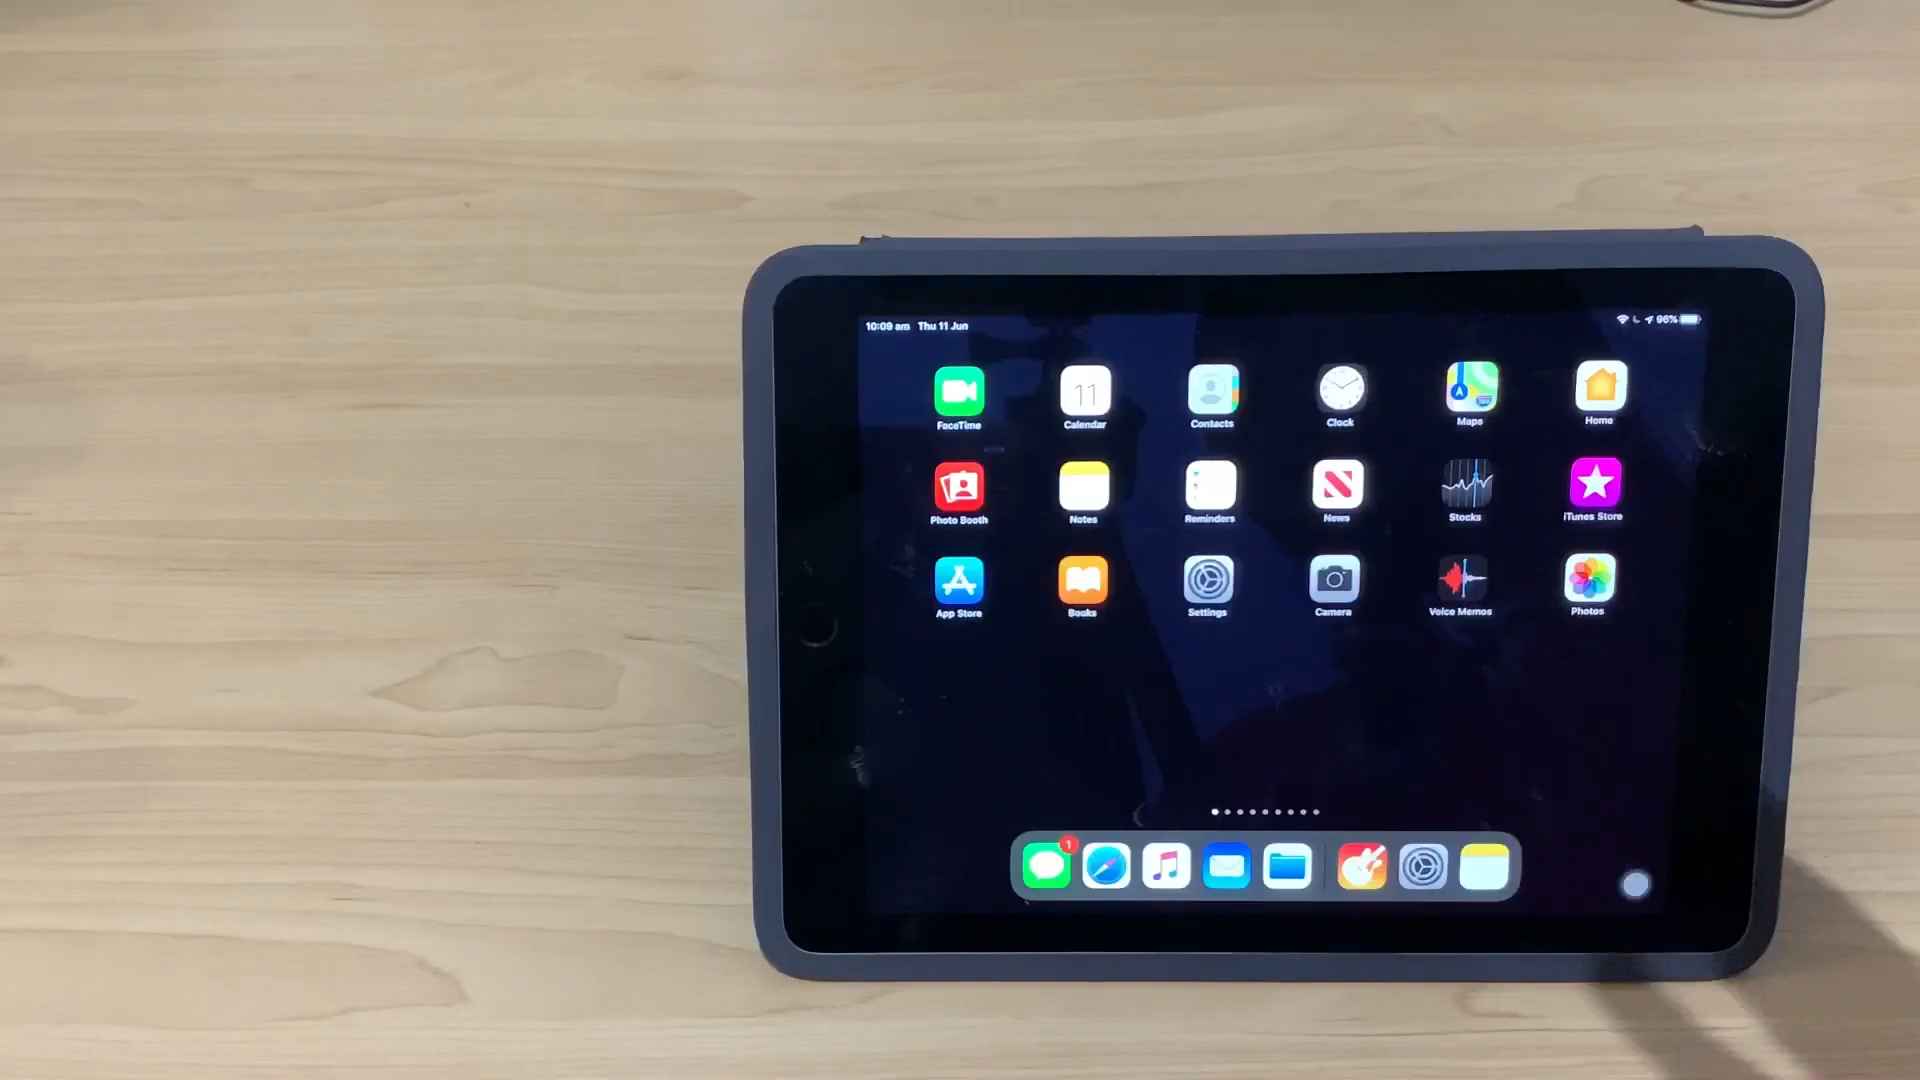 10:09 am Thu 11 Jun 96%
FaceTime 11 Calendar Contacts Clock Maps Home
Photo Booth Notes Reminders News Stocks iTunes Store
App Store Books Settings Camera Voice Memos Photos
1